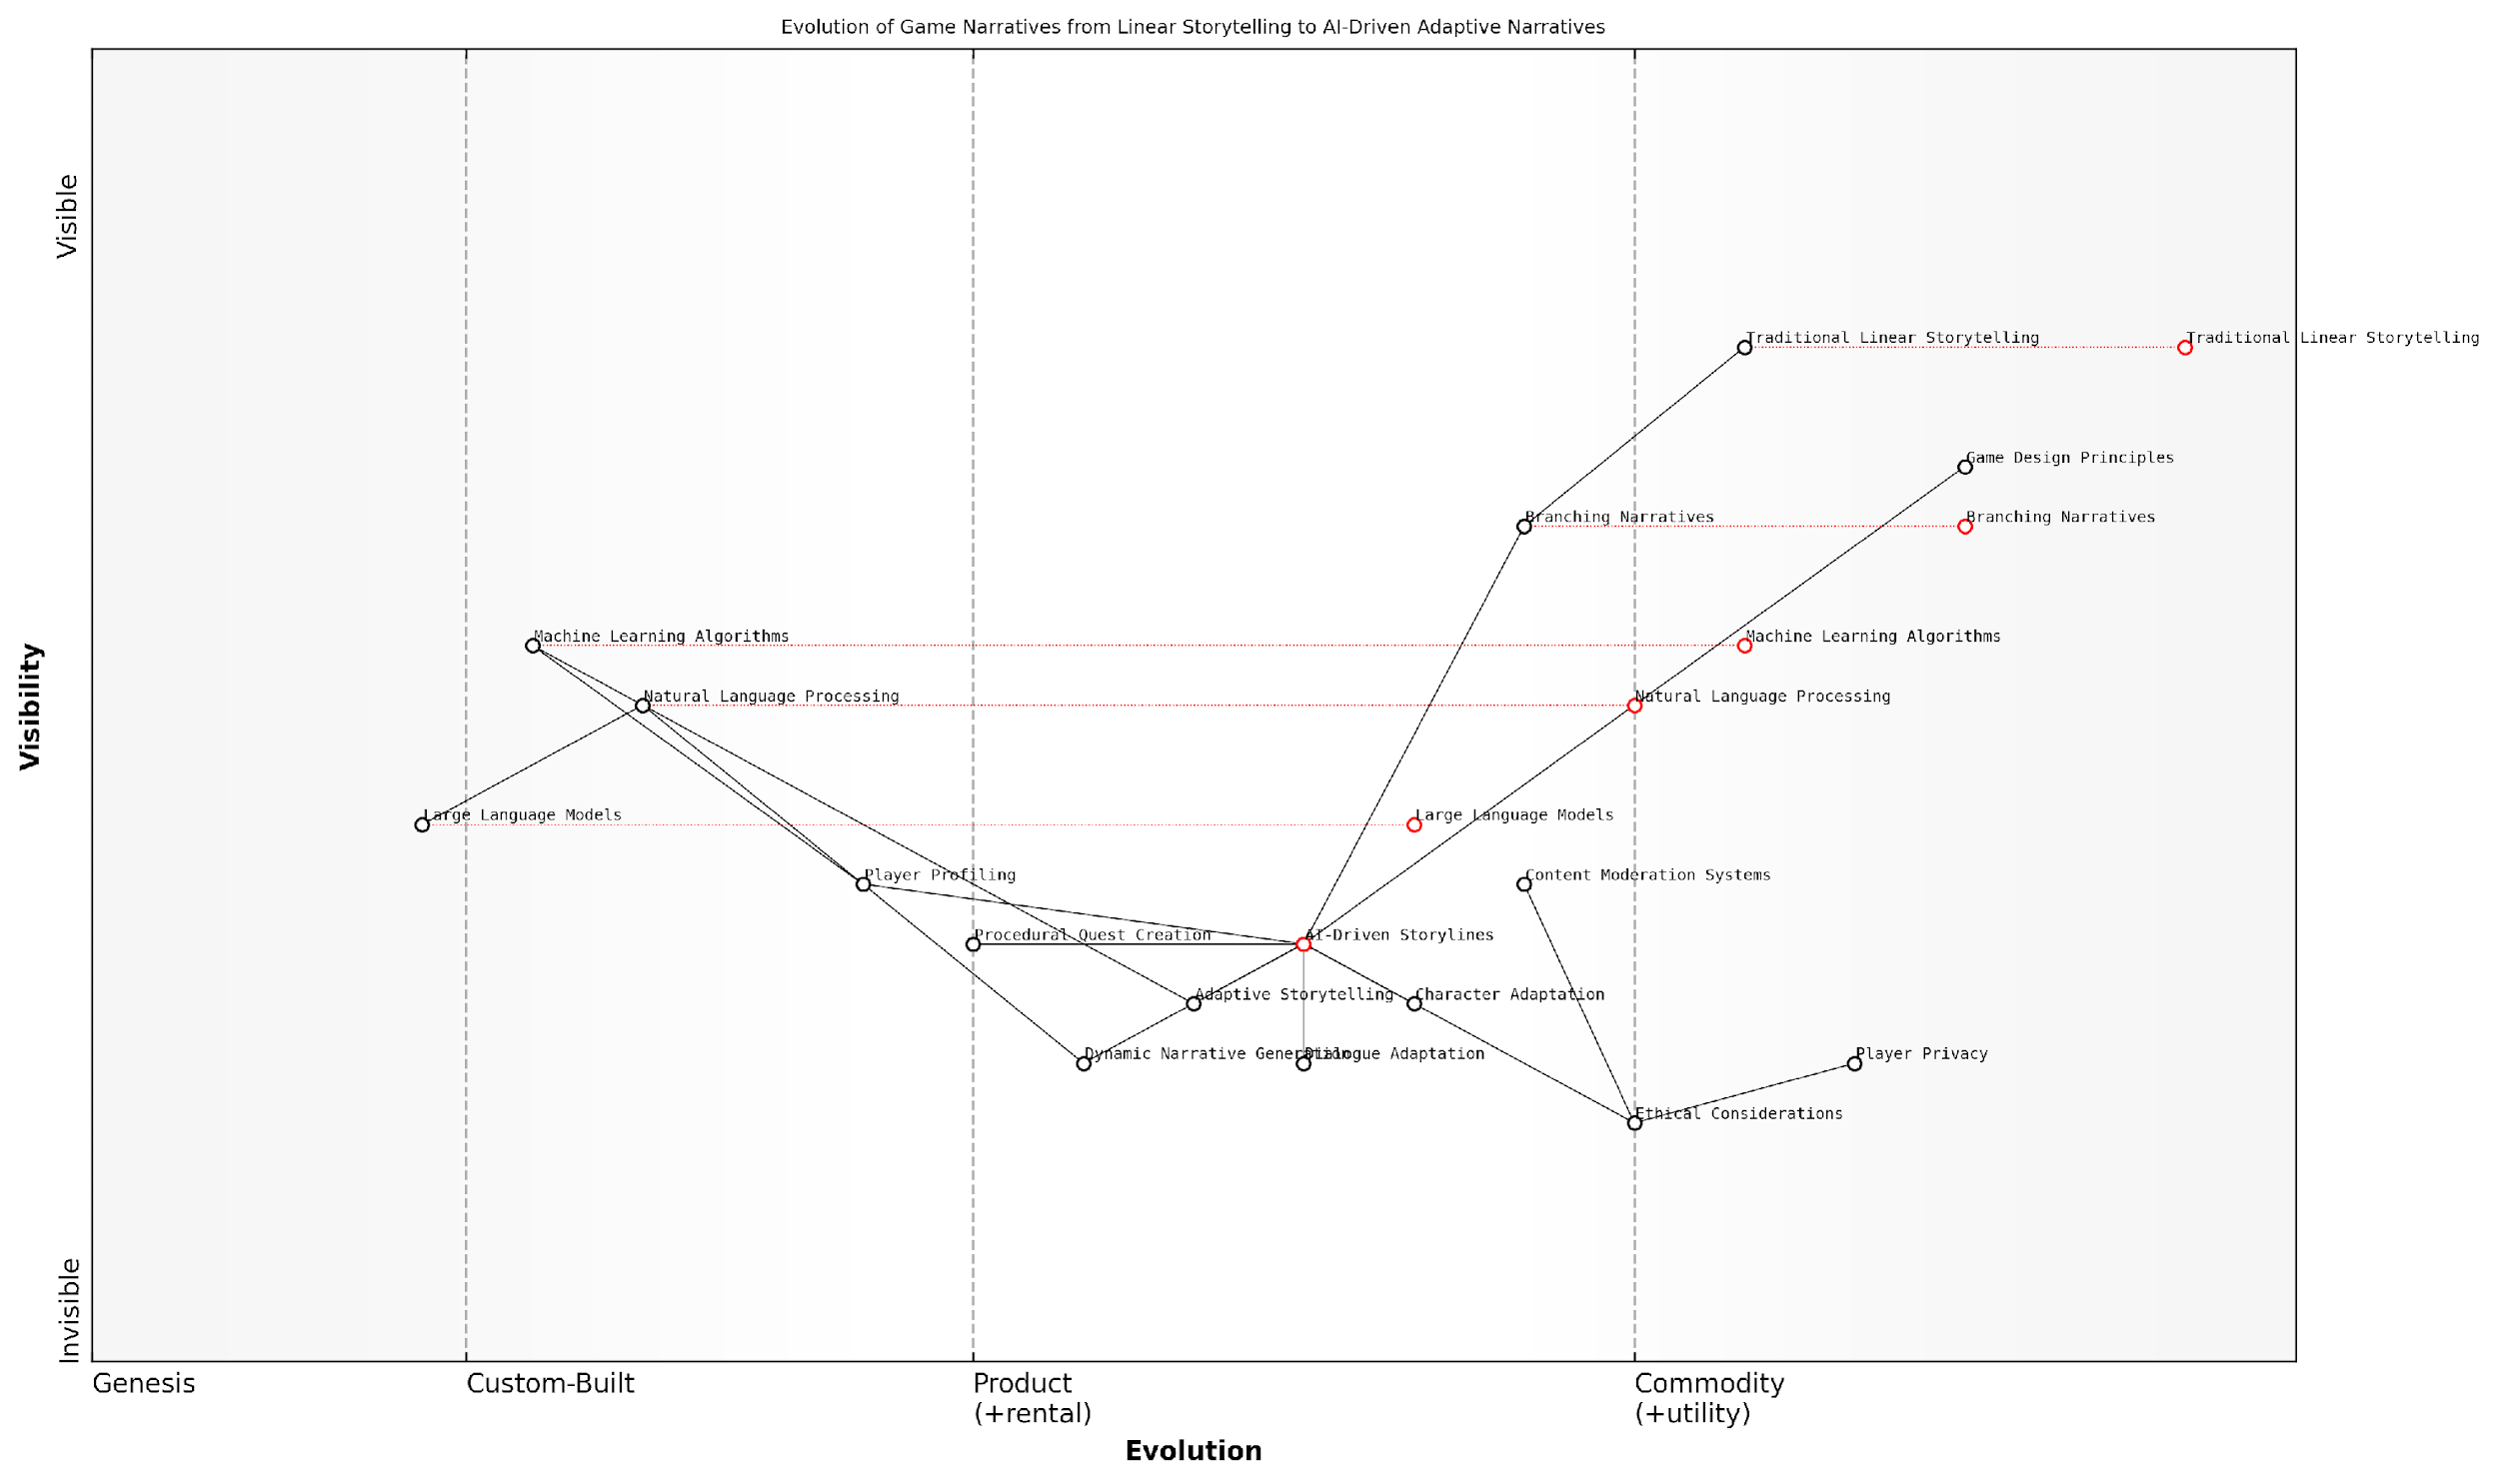 Evolution of Game Narratives from Linear Storytelling to AI-Driven Adaptive Narratives
Visible
Traditional Linear Storytelling
Traditional Linear Storytelling
Game Design Principles
Branching Narratives
Branching Narratives
Machine Learning Algorithms
Machine Learning Algorithms
Visibility
Natural Language Processing
Natural Language Processing
Large Language Models
Large Language Models
Player Profiling
Content Moderation Systems
Procedural Quest Creation
AI-Driven Storylines
Adaptive Storytelling
Character Adaptation
Dynamic Narrative Generation
Dialogue Adaptation
Player Privacy
Ethical Considerations
Invisible
Genesis
Custom-Built
Product
(+rental)
Commodity
(+utility)
Evolution